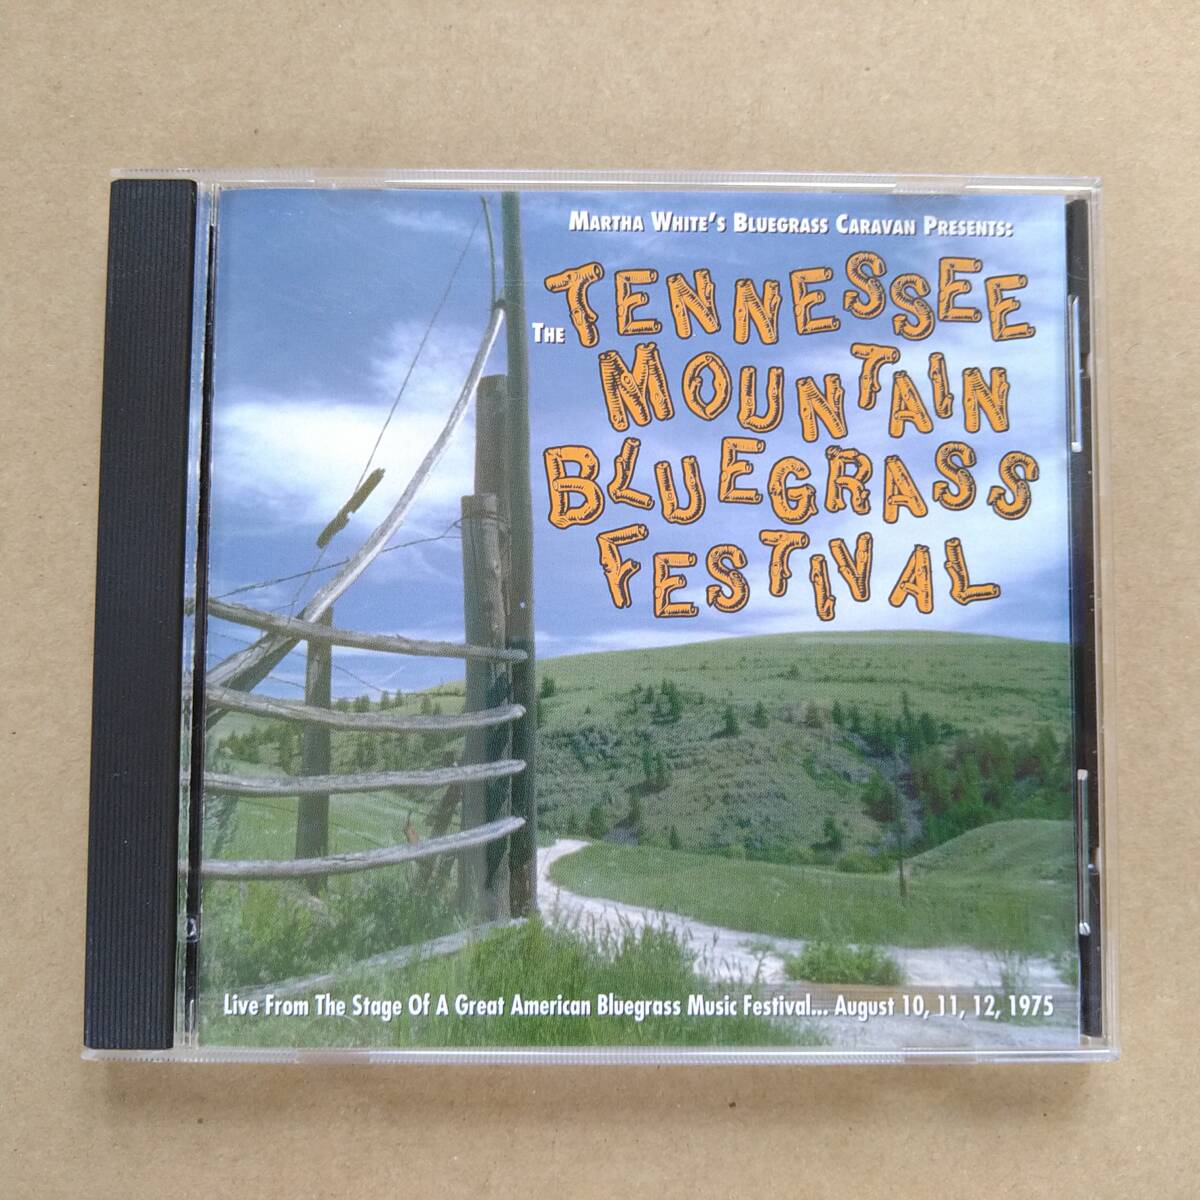 MARTHA WHITE'S BLUEGRASS CARAVAN PRESENTS:
THE TENNESSEE
MOUNTAIN
BLUEGRASS
FESTIVAL
Live From The Stage Of A Great American Bluegrass Music Festival... August 10, 11, 12, 1975